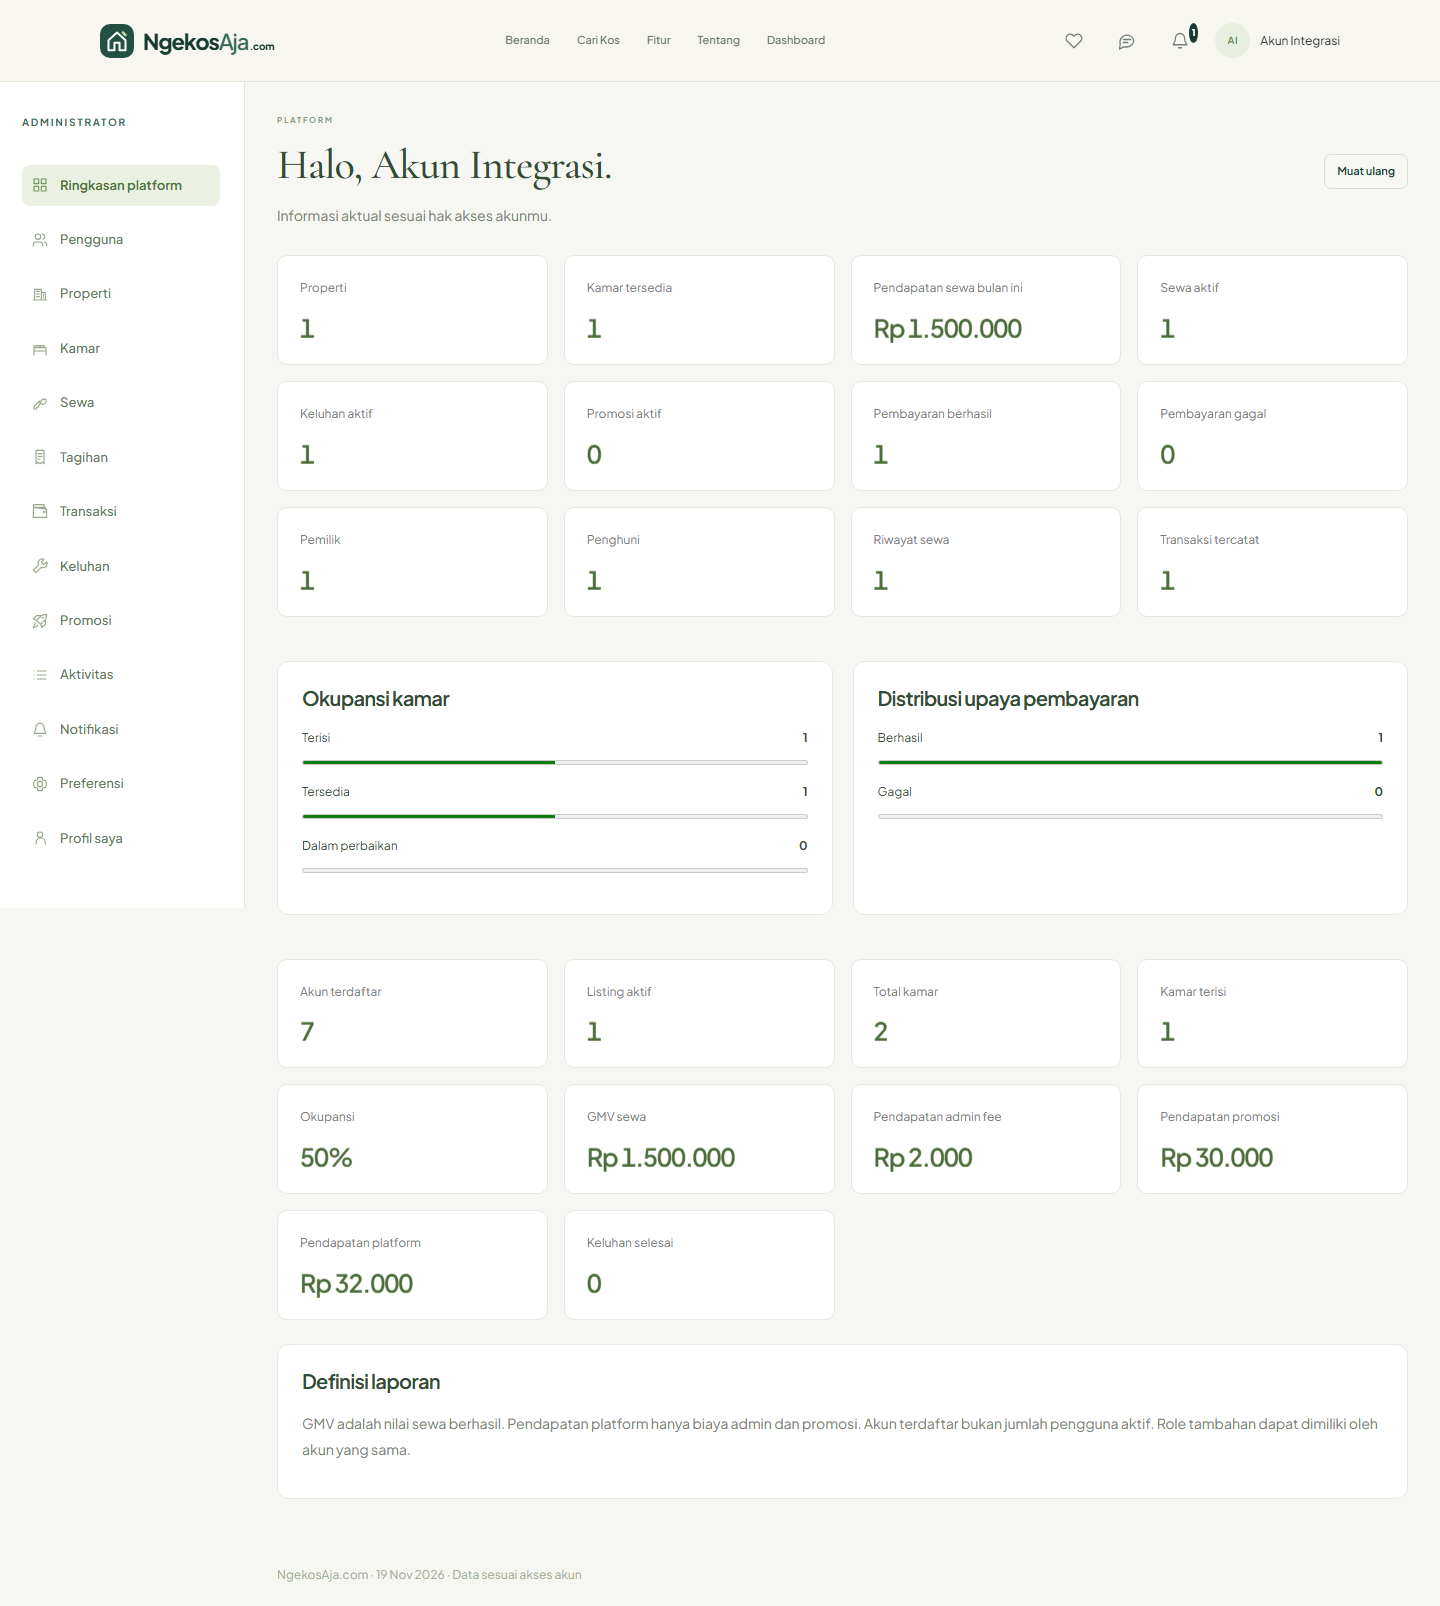 NgekosAja.com
Beranda Cari Kos Fitur Tentang Dashboard
1
AI Akun Integrasi
ADMINISTRATOR
Ringkasan platform
Pengguna
Properti
Kamar
Sewa
Tagihan
Transaksi
Keluhan
Promosi
Aktivitas
Notifikasi
Preferensi
Profil saya
PLATFORM
Halo, Akun Integrasi.
Muat ulang
Informasi aktual sesuai hak akses akunmu.
Properti
1
Kamar tersedia
1
Pendapatan sewa bulan ini
Rp 1.500.000
Sewa aktif
1
Keluhan aktif
1
Promosi aktif
0
Pembayaran berhasil
1
Pembayaran gagal
0
Pemilik
1
Penghuni
1
Riwayat sewa
1
Transaksi tercatat
1
Okupansi kamar
Terisi 1
Tersedia 1
Dalam perbaikan 0
Distribusi upaya pembayaran
Berhasil 1
Gagal 0
Akun terdaftar
7
Listing aktif
1
Total kamar
2
Kamar terisi
1
Okupansi
50%
GMV sewa
Rp 1.500.000
Pendapatan admin fee
Rp 2.000
Pendapatan promosi
Rp 30.000
Pendapatan platform
Rp 32.000
Keluhan selesai
0
Definisi laporan
GMV adalah nilai sewa berhasil. Pendapatan platform hanya biaya admin dan promosi. Akun terdaftar bukan jumlah pengguna aktif. Role tambahan dapat dimiliki oleh
akun yang sama.
NgekosAja.com · 19 Nov 2026 · Data sesuai akses akun